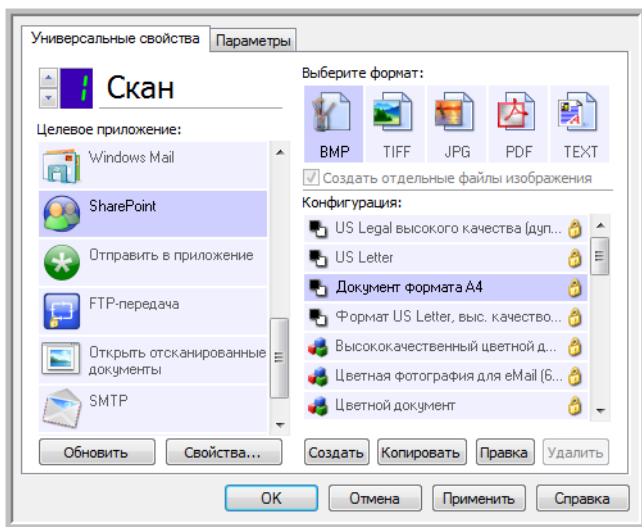 Универсальные свойства
Параметры
1
Скан
Целевое приложение:
Windows Mail
SharePoint
Отправить в приложение
FTP-передача
Открыть отсканированные
документы
SMTP
Обновить
Свойства...
Выберите формат:
BMP
TIFF
JPG
PDF
TEXT
Создать отдельные файлы изображения
Конфигурация:
US Legal высокого качества (дуп...
US Letter
Документ формата A4
Формат US Letter, выс. качество...
Высококачественный цветной д...
Цветная фотография для eMail (6...
Цветной документ
Создать
Копировать
Правка
Удалить
OK
Отмена
Применить
Справка